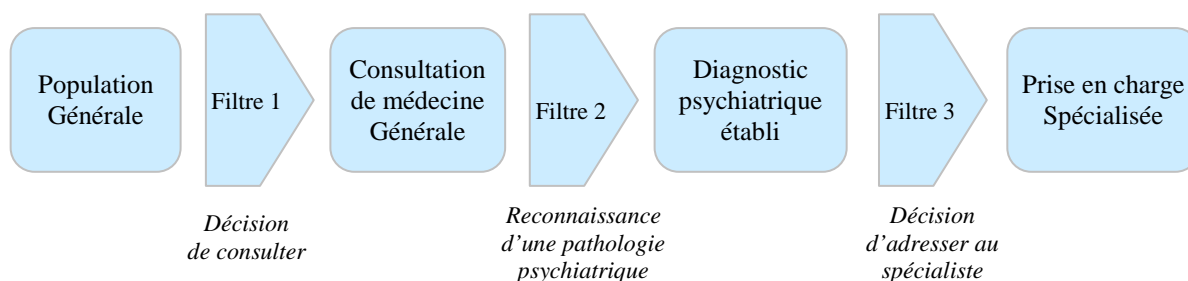 Population
Générale
Filtre 1
Consultation
de médecine
Générale
Filtre 2
Diagnostic
psychiatrique
établi
Filtre 3
Prise en charge
Spécialisée
Décision
de consulter
Reconnaissance
d’une pathologie
psychiatrique
Décision
d’adresser au
spécialiste